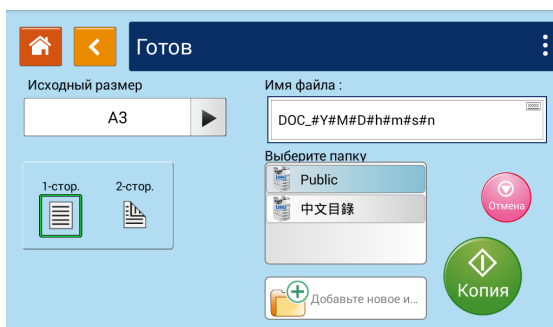 Готов
Исходный размер
A3
1-стор.
2-стор.
Имя файла :
DOC_#Y#M#D#h#m#s#n
Выберите папку
Public
中文目錄
Добавьте новое и...
Отмена
Копия